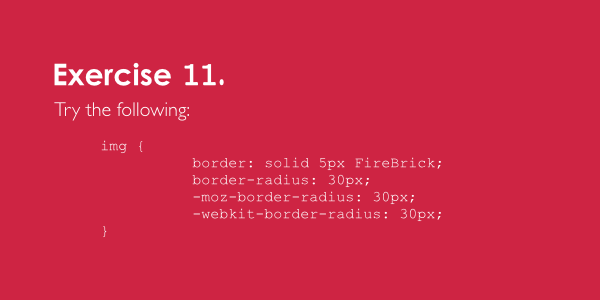 Exercise 11.
Try the following:
img {
border: solid 5px FireBrick;
border-radius: 30px;
-moz-border-radius: 30px;
-webkit-border-radius: 30px;
}